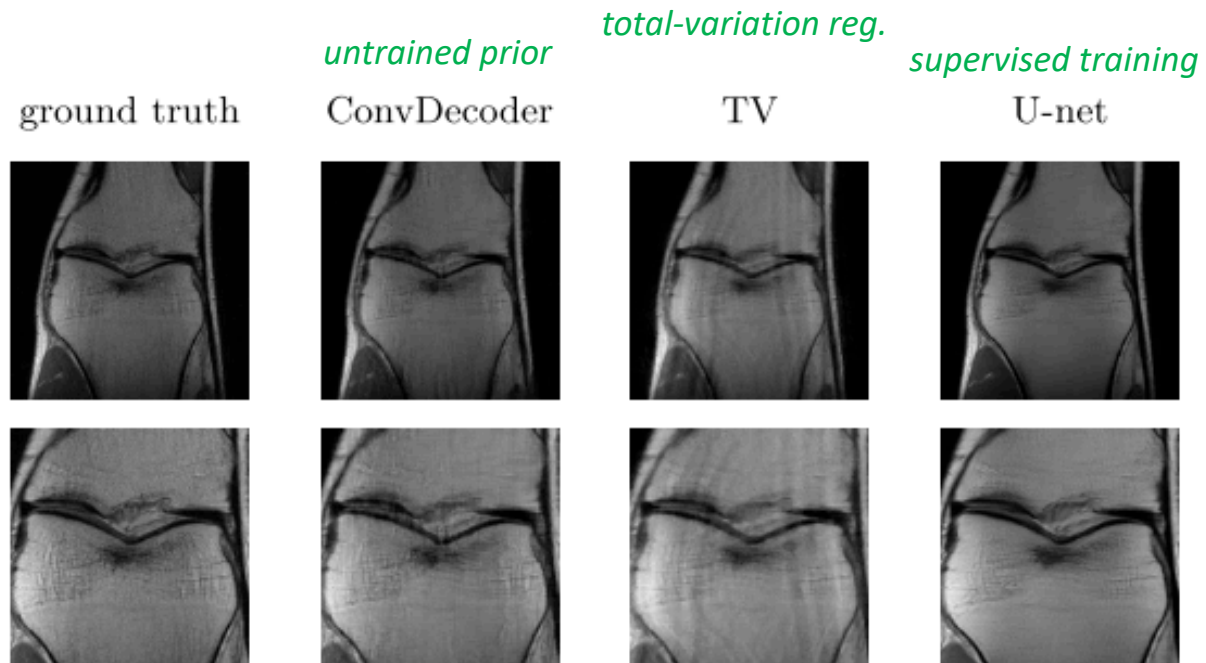 untrained prior
total-variation reg.
supervised training
ground truth
ConvDecoder
TV
U-net